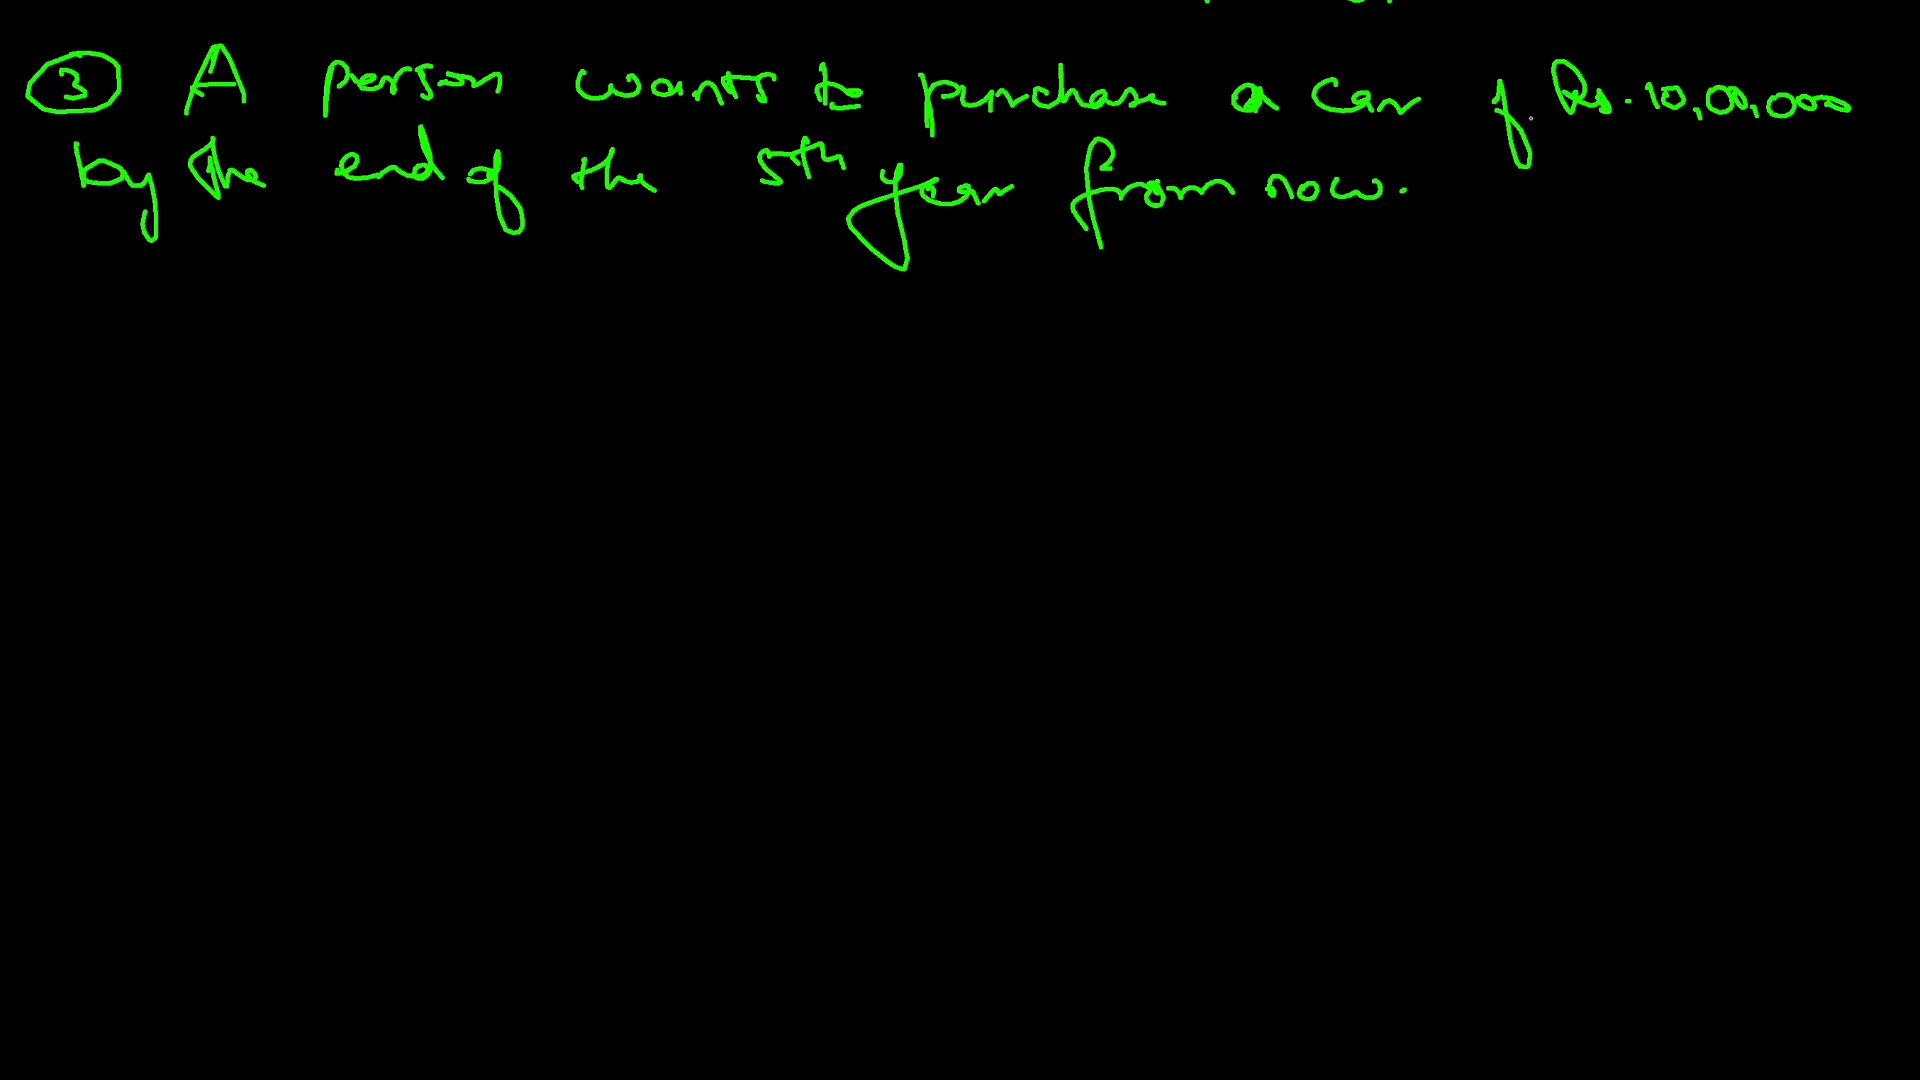 ③ A person wants to purchase a car of Rs. 10,00,000
by the end of the 5th year from now.